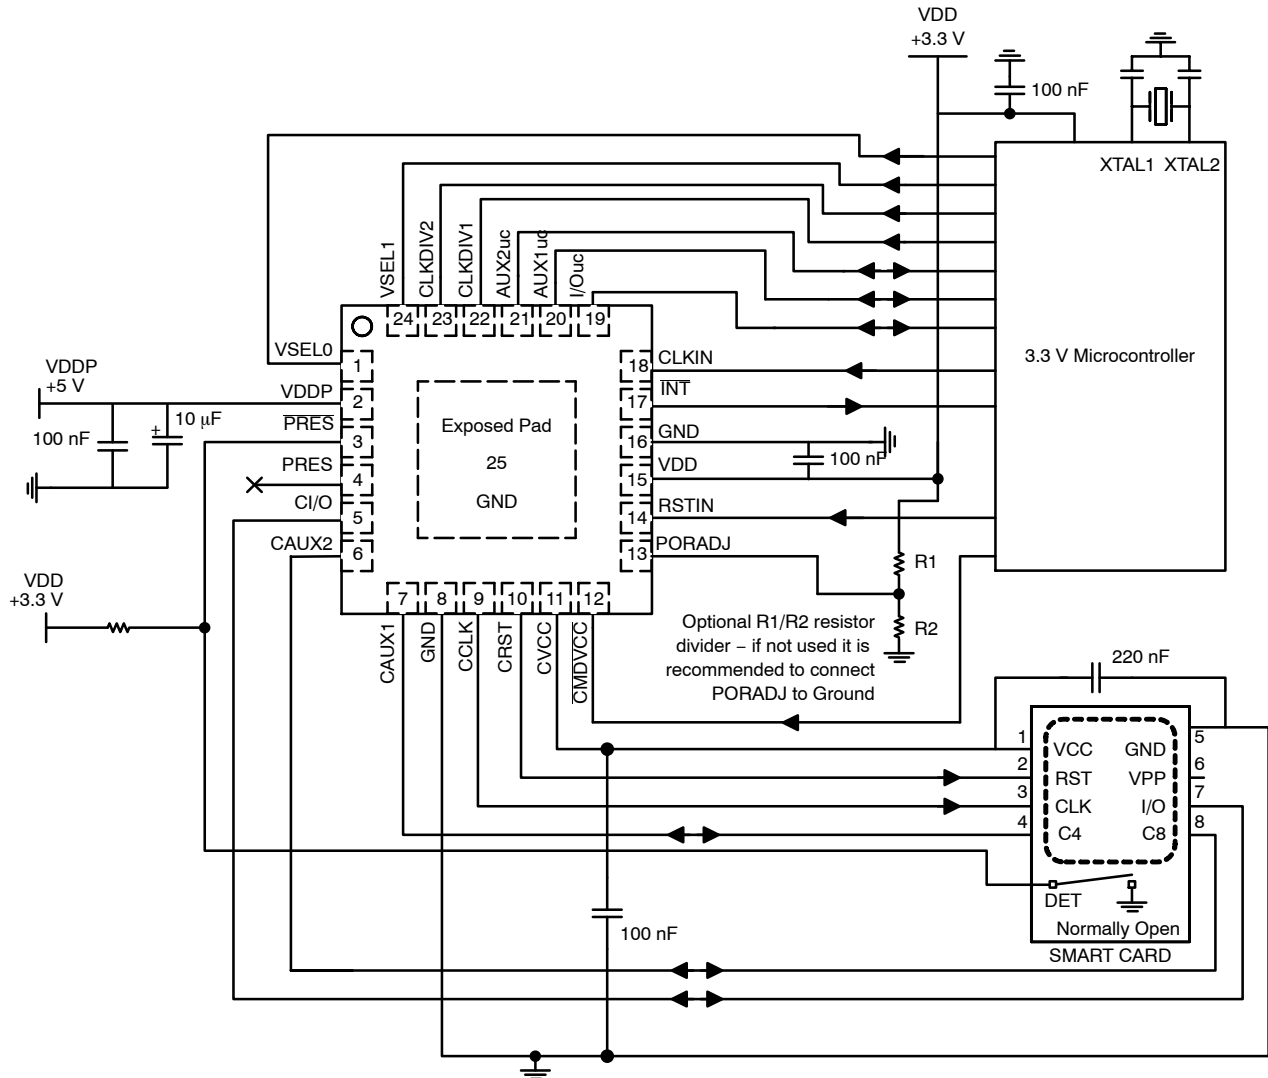 VDD
+3.3 V
100 nF
XTAL1 XTAL2
3.3 V Microcontroller
VSEL1
CLKDIV2
CLKDIV1
AUX2uc
AUX1uc
I/Ouc
24 23 22 21 20 19
VSEL0
1
VDDP
+5 V
VDDP
2
100 nF
10 μF
+
PRES
3
PRES
4
CI/O
5
CAUX2
6
Exposed Pad
25
GND
18 CLKIN
17 INT
16 GND
100 nF
15 VDD
14 RSTIN
13 PORADJ
R1
R2
VDD
+3.3 V
7 8 9 10 11 12
CAUX1
GND
CCLK
CRST
CVCC
CMDVCC
Optional R1/R2 resistor
divider – if not used it is
recommended to connect
PORADJ to Ground
220 nF
1 VCC GND 5
2 RST VPP 6
3 CLK I/O 7
4 C4 C8 8
DET
Normally Open
SMART CARD
100 nF